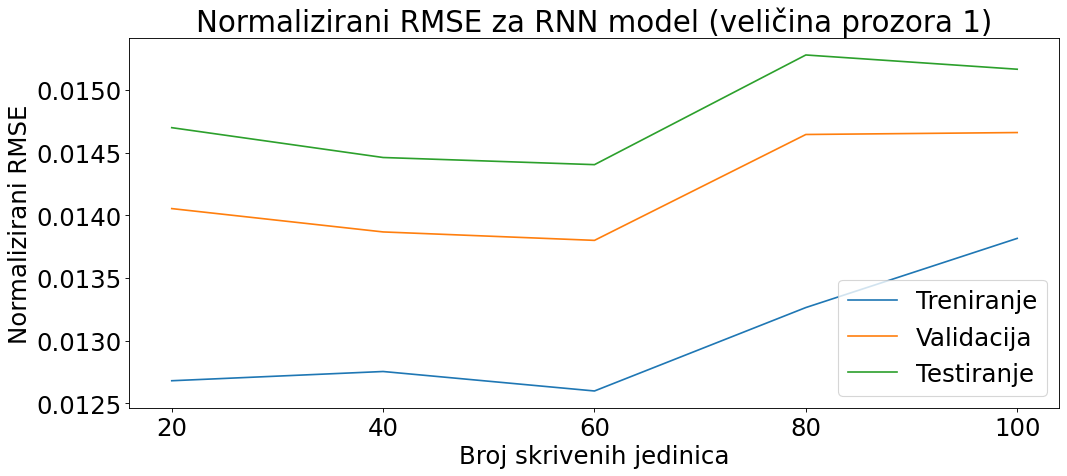 Normalizirani RMSE za RNN model (veličina prozora 1)
Normalizirani RMSE
0.0150
0.0145
0.0140
0.0135
0.0130
0.0125
20 40 60 80 100
Broj skrivenih jedinica
Treniranje
Validacija
Testiranje